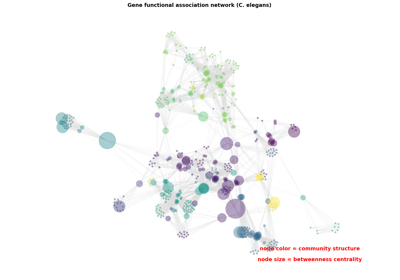 Gene functional association network (C. elegans)
node color = community structure
node size = betweenness centrality